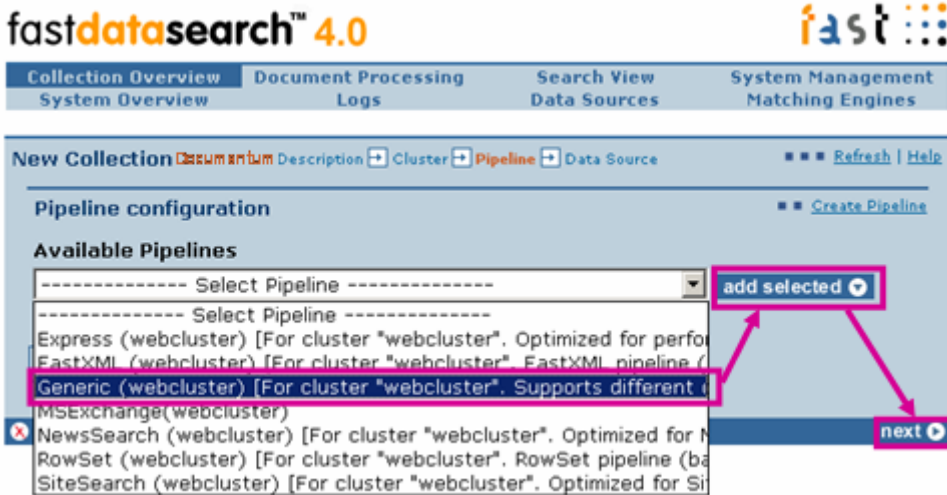 fastdatasearch™ 4.0
fast
Collection Overview Document Processing Search View System Management
System Overview Logs Data Sources Matching Engines
New Collection Documentum Description Cluster Pipeline Data Source Refresh | Help
Pipeline configuration Create Pipeline
Available Pipelines
-------------- Select Pipeline -------------- add selected
-------------- Select Pipeline --------------
Express (webcluster) [For cluster "webcluster". Optimized for perfo
FastXML (webcluster) [For cluster "webcluster". FastXML pipeline (
Generic (webcluster) [For cluster "webcluster". Supports different
MSExchange(webcluster)
NewsSearch (webcluster) [For cluster "webcluster". Optimized for N
next
RowSet (webcluster) [For cluster "webcluster". RowSet pipeline (ba
SiteSearch (webcluster) [For cluster "webcluster". Optimized for Si